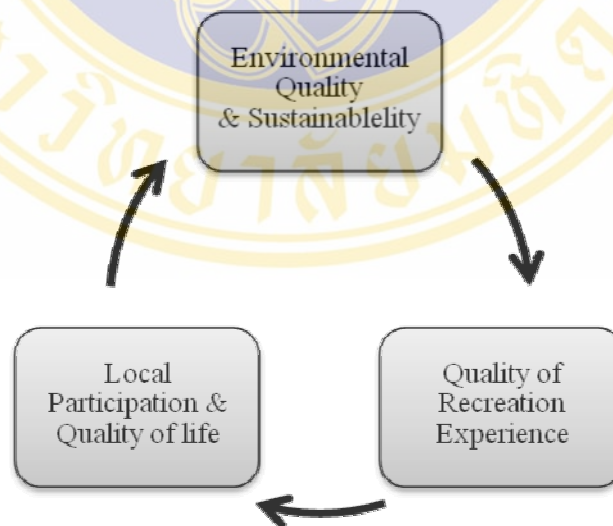 Environmental
Quality
& Sustainablelity
Local
Participation &
Quality of life
Quality of
Recreation
Experience